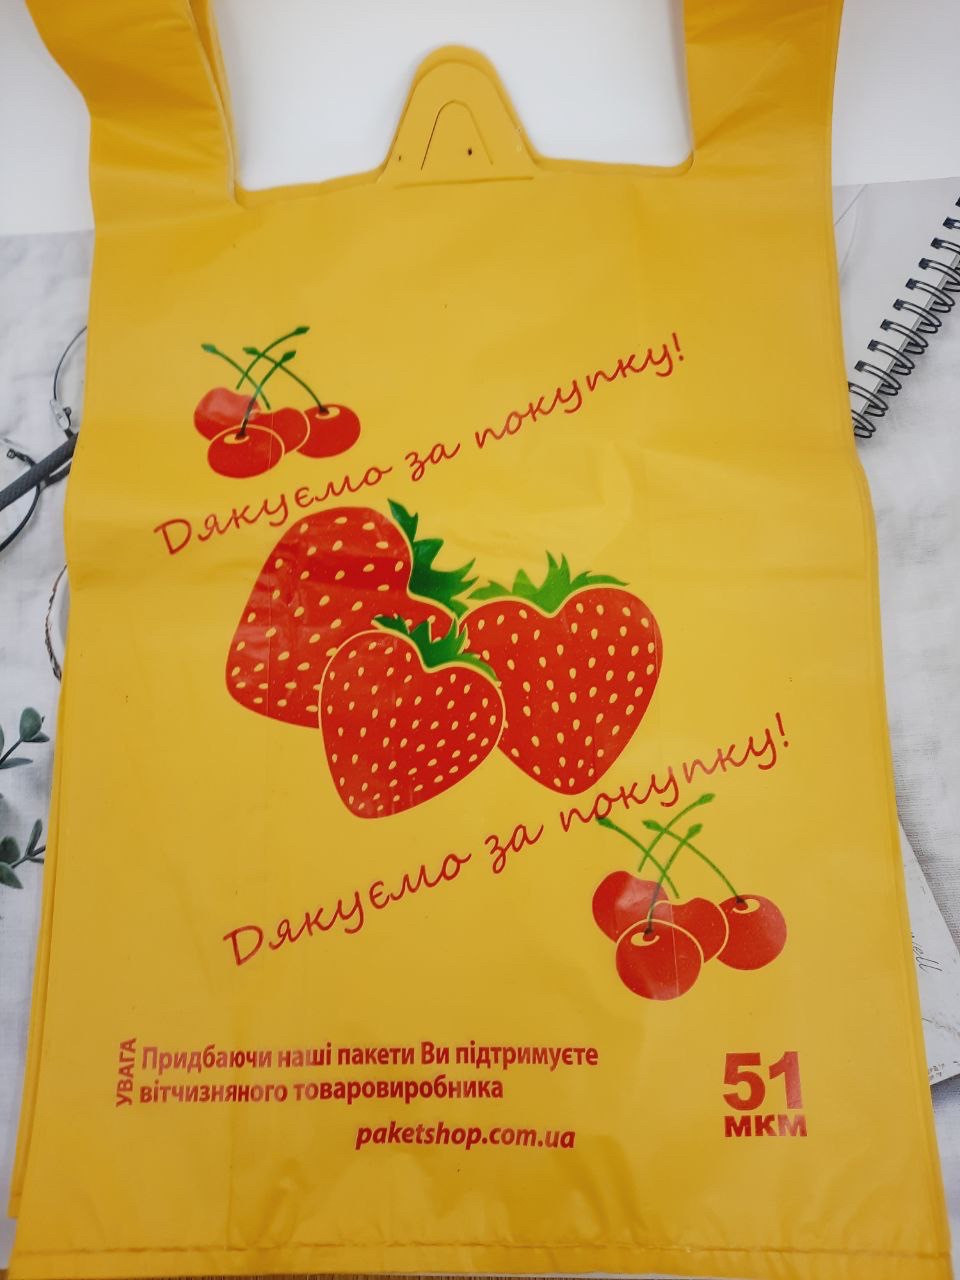 Дякуємо за покупку!
Дякуємо за покупку!
УВАГА
Придбаючи наші пакети Ви підтримуєте
вітчизняного товаровиробника
paketshop.com.ua
51
мкм